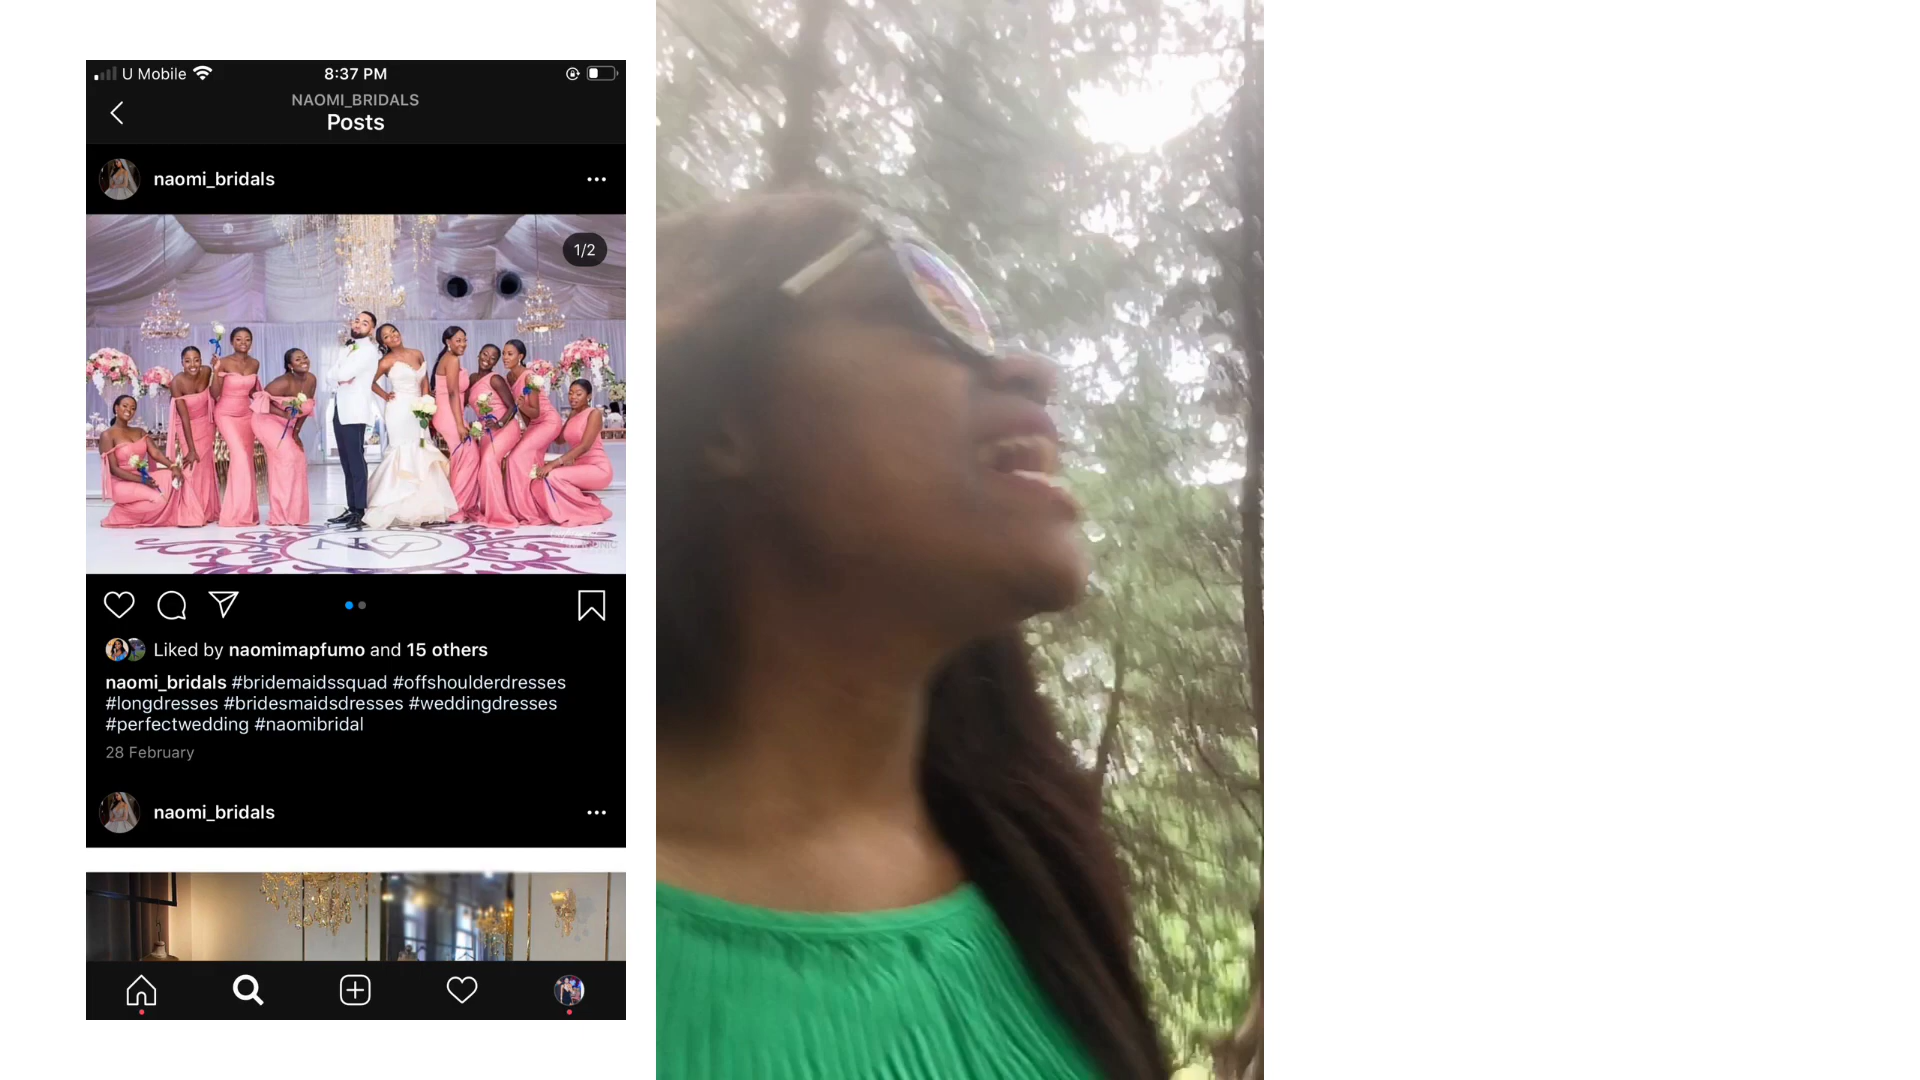 U Mobile 8:37 PM
NAOMI_BRIDALS
Posts
naomi_bridals
1/2
Liked by naomimapfumo and 15 others
naomi_bridals #bridemaidssquad #offshoulderdresses
#longdresses #bridesmaidsdresses #weddingdresses
#perfectwedding #naomibridal
28 February
naomi_bridals